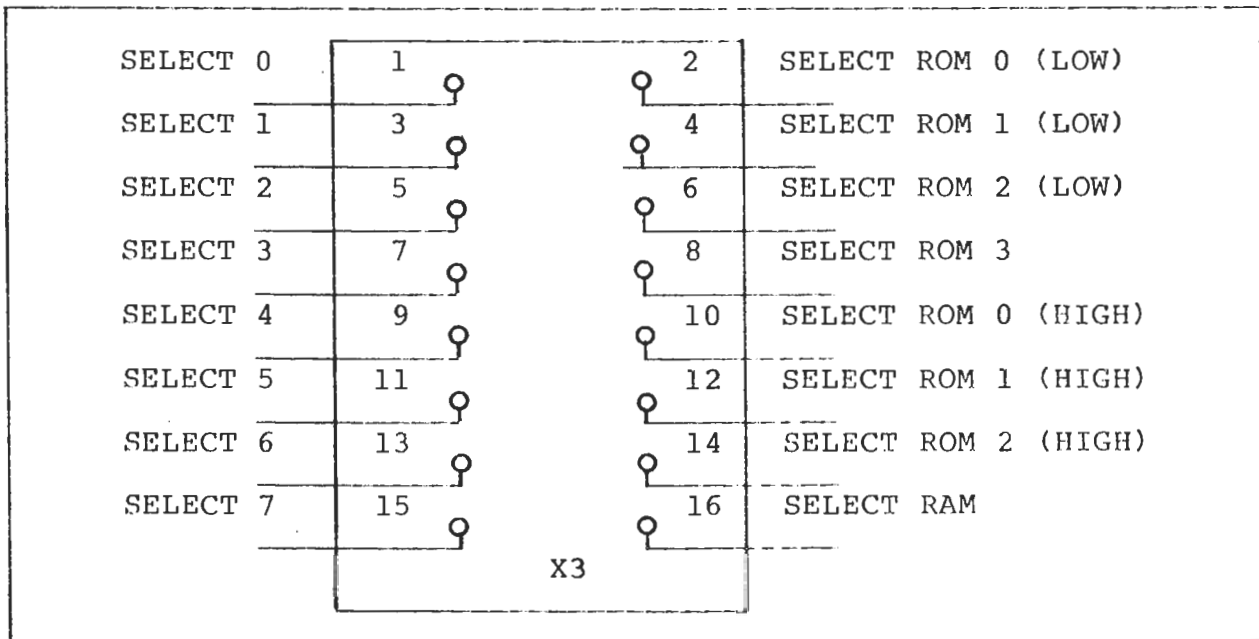 SELECT 0 1 2 SELECT ROM 0 (LOW)
SELECT 1 3 4 SELECT ROM 1 (LOW)
SELECT 2 5 6 SELECT ROM 2 (LOW)
SELECT 3 7 8 SELECT ROM 3
SELECT 4 9 10 SELECT ROM 0 (HIGH)
SELECT 5 11 12 SELECT ROM 1 (HIGH)
SELECT 6 13 14 SELECT ROM 2 (HIGH)
SELECT 7 15 16 SELECT RAM
X3